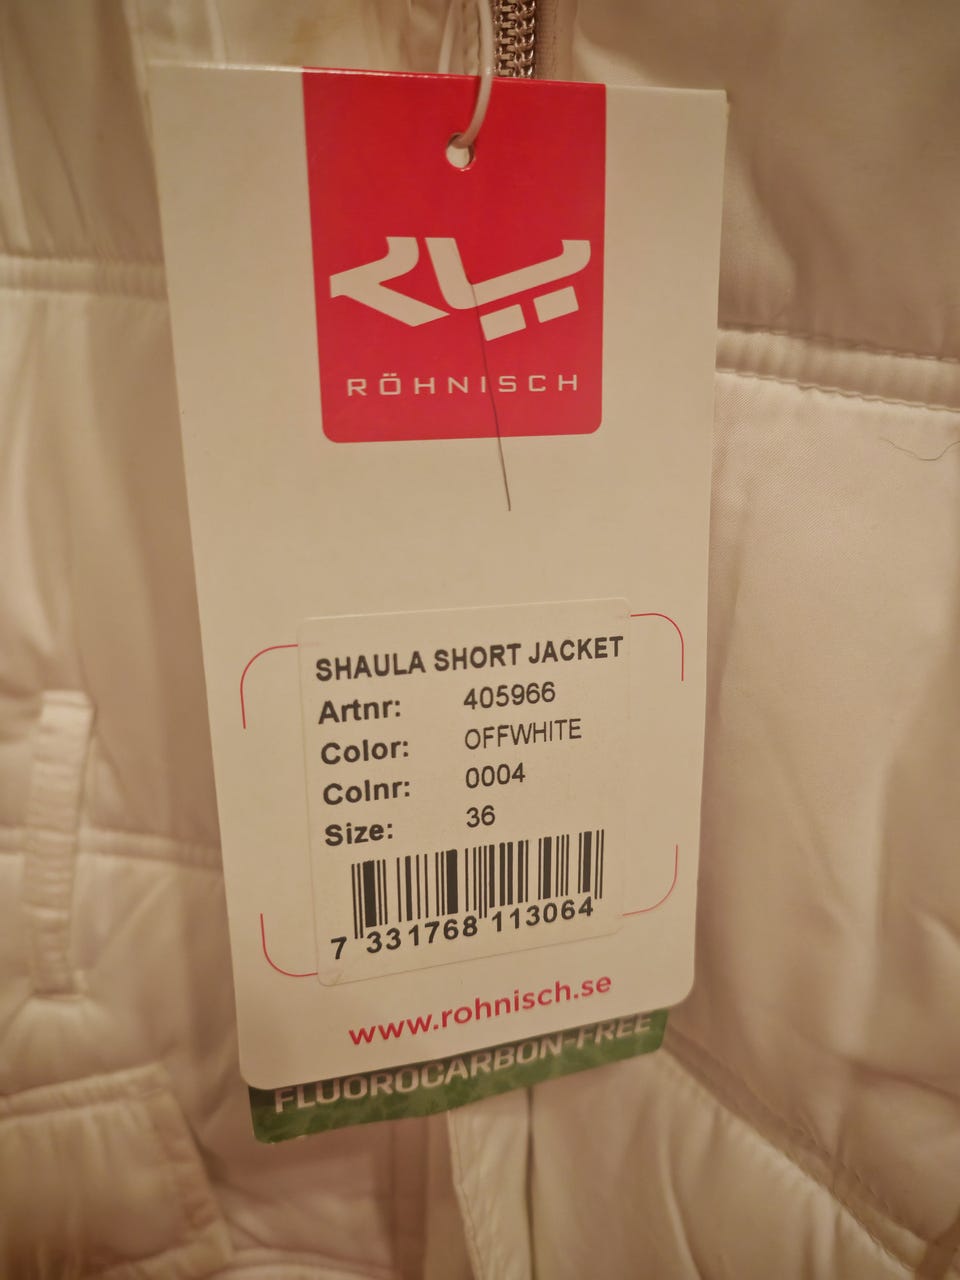 RÖHNISCH
SHAULA SHORT JACKET
Artnr: 405966
Color: OFFWHITE
Colnr: 0004
Size: 36
7 331768 113064
www.rohnisch.se
FLUOROCARBON-FREE